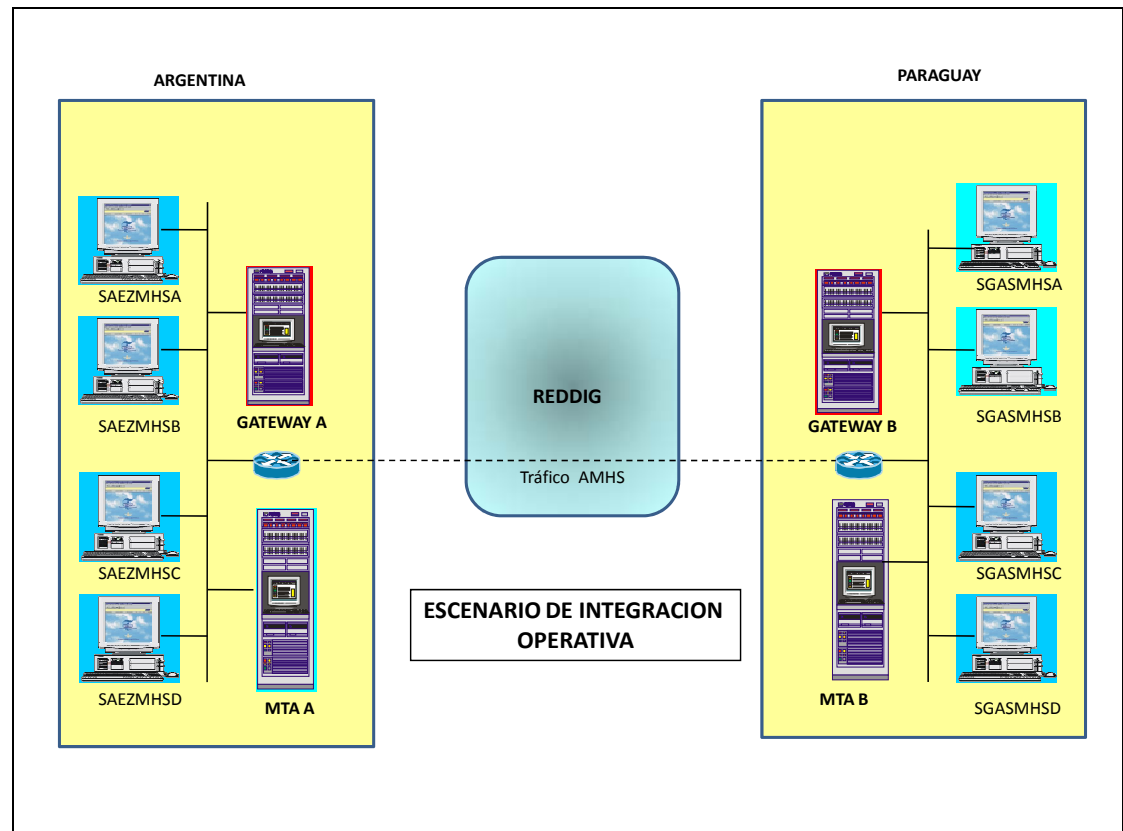 ARGENTINA
SAEZMHSA
SAEZMHSB
GATEWAY A
SAEZMHSC
SAEZMHSD
MTA A
REDDIG
Tráfico AMHS
ESCENARIO DE INTEGRACION
OPERATIVA
PARAGUAY
SGASMHSA
GATEWAY B
SGASMHSB
SGASMHSC
MTA B
SGASMHSD